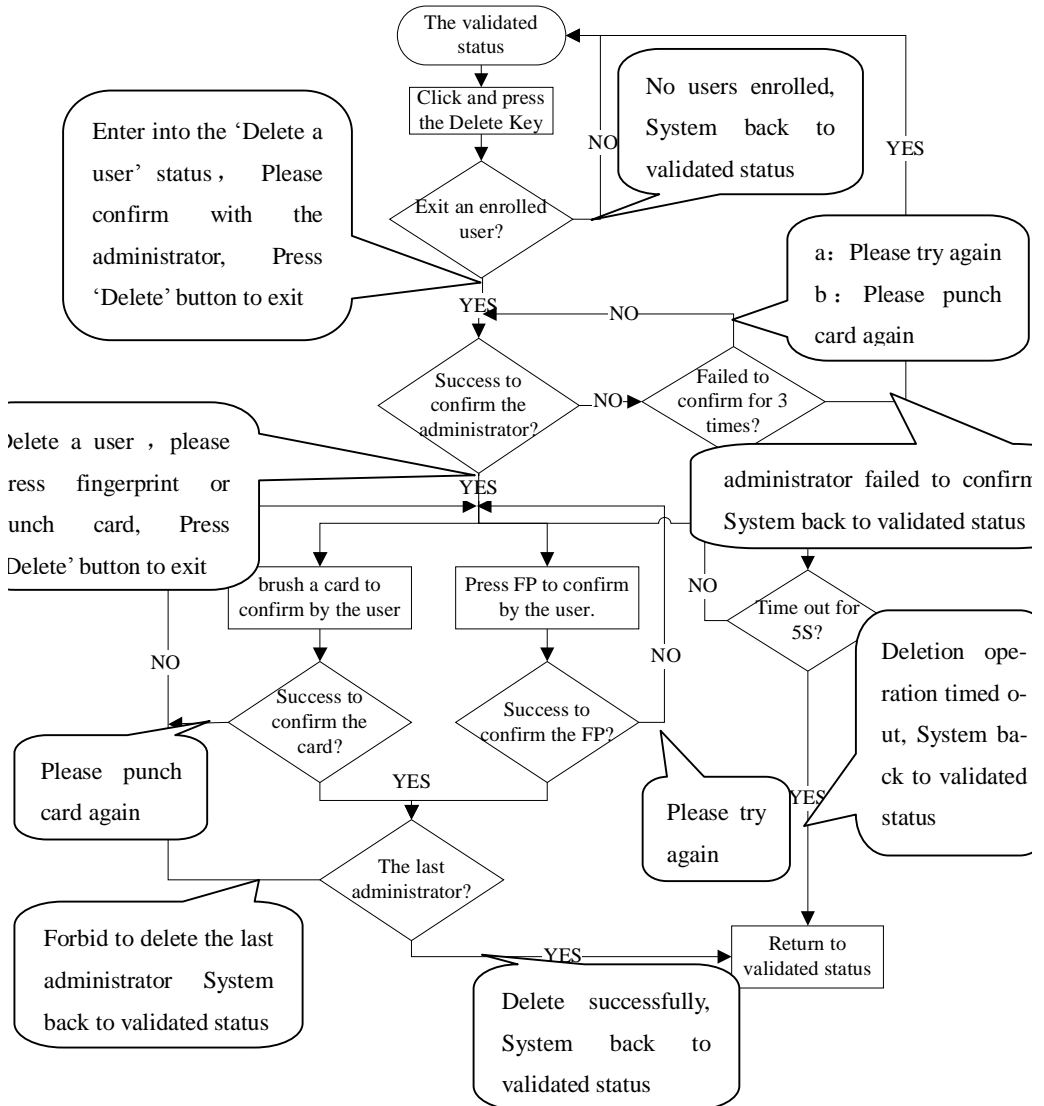 The validated
status
Click and press
the Delete Key
No users enrolled,
System back to
validated status
NO
YES
Enter into the ‘Delete a
user’ status， Please
confirm with the
administrator, Press
‘Delete’ button to exit
Exit an enrolled
user?
a：Please try again
b：Please punch
card again
YES
NO
Success to
confirm the
administrator?
NO
Failed to
confirm for 3
times?
Delete a user ，please
ress fingerprint or
unch card, Press
Delete’ button to exit
YES
administrator failed to confirm
System back to validated status
brush a card to
confirm by the user
Press FP to confirm
by the user.
NO
Time out for
5S?
NO
NO
Success to
confirm the
card?
Success to
confirm the FP?
Deletion ope-
ration timed o-
ut, System ba-
ck to validated
status
Please punch
card again
YES
YES
Please try
again
The last
administrator?
Forbid to delete the last
administrator System
back to validated status
YES
Return to
validated status
Delete successfully,
System back to
validated status